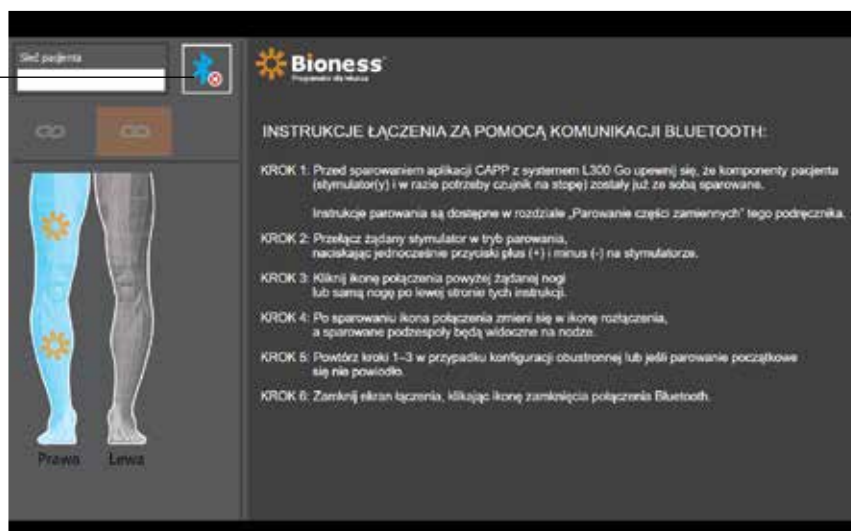 Sieć pacjenta
Bioness
Programator dla lekarza
INSTRUKCJE ŁĄCZENIA ZA POMOCĄ KOMUNIKACJI BLUETOOTH:
KROK 1: Przed sparowaniem aplikacji CAPP z systemem L300 Go upewnij się, że komponenty pacjenta
(stymulator(y) i w razie potrzeby czujnik na stopę) zostały już ze sobą sparowane.
Instrukcje parowania są dostępne w rozdziale „Parowanie części zamiennych” tego podręcznika.
KROK 2: Przełącz żądany stymulator w tryb parowania,
naciskając jednocześnie przyciski plus (+) i minus (-) na stymulatorze.
KROK 3: Kliknij ikonę połączenia powyżej żądanej nogi
lub samą nogę po lewej stronie tych instrukcji.
KROK 4: Po sparowaniu ikona połączenia zmieni się w ikonę rozłączenia,
a sparowane podzespoły będą widoczne na nodze.
KROK 5: Powtórz kroki 1–3 w przypadku konfiguracji obustronnej lub jeśli parowanie początkowe
się nie powiodło.
KROK 6: Zamknij ekran łączenia, klikając ikonę zamknięcia połączenia Bluetooth.
Prawa Lewa